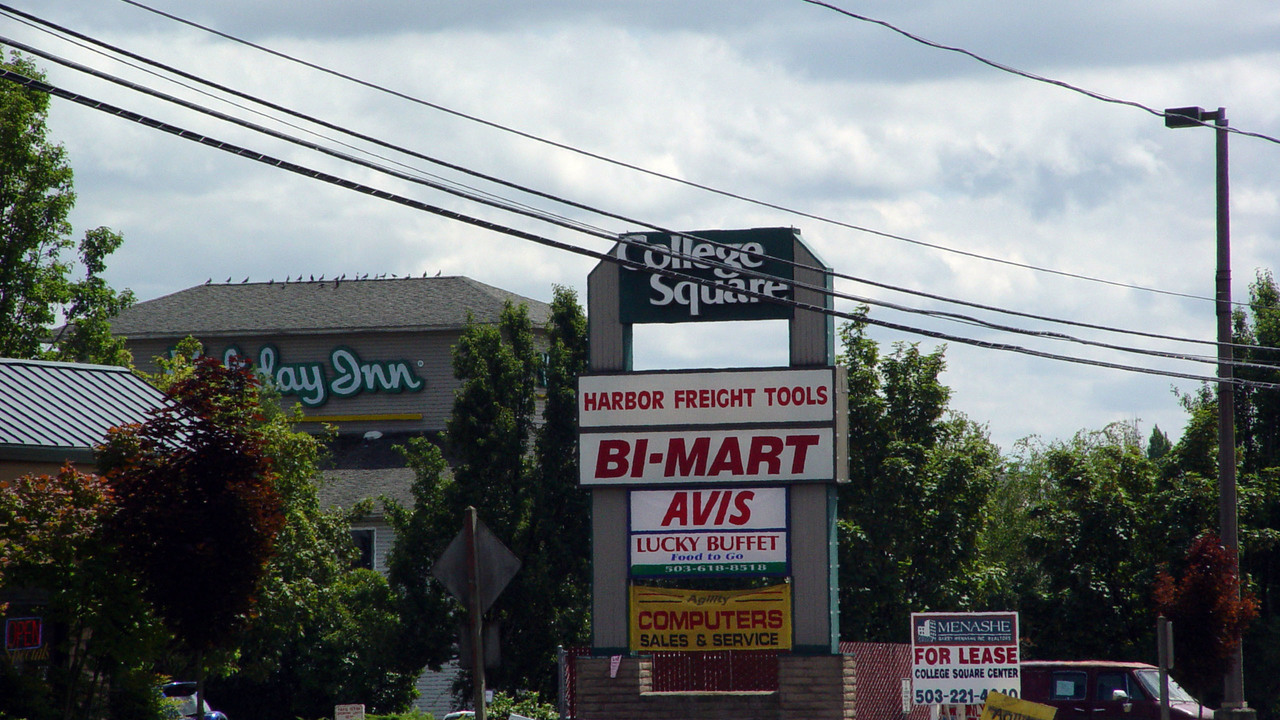 College
Square
Holiday Inn
HARBOR FREIGHT TOOLS
BI-MART
AVIS
LUCKY BUFFET
Food to Go
503-618-8518
Agility
COMPUTERS
SALES & SERVICE
OPEN
MENASHE
FOR LEASE
COLLEGE SQUARE CENTER
503-221-4